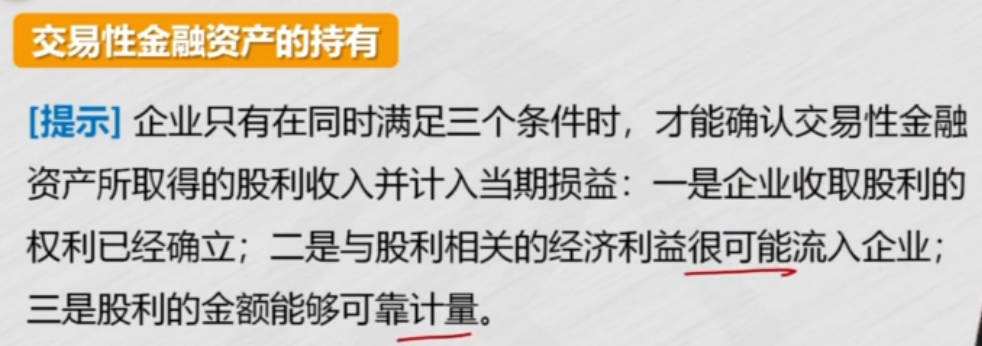 交易性金融资产的持有
[提示] 企业只有在同时满足三个条件时，才能确认交易性金融
资产所取得的股利收入并计入当期损益：一是企业收取股利的
权利已经确立；二是与股利相关的经济利益很可能流入企业；
三是股利的金额能够可靠计量。